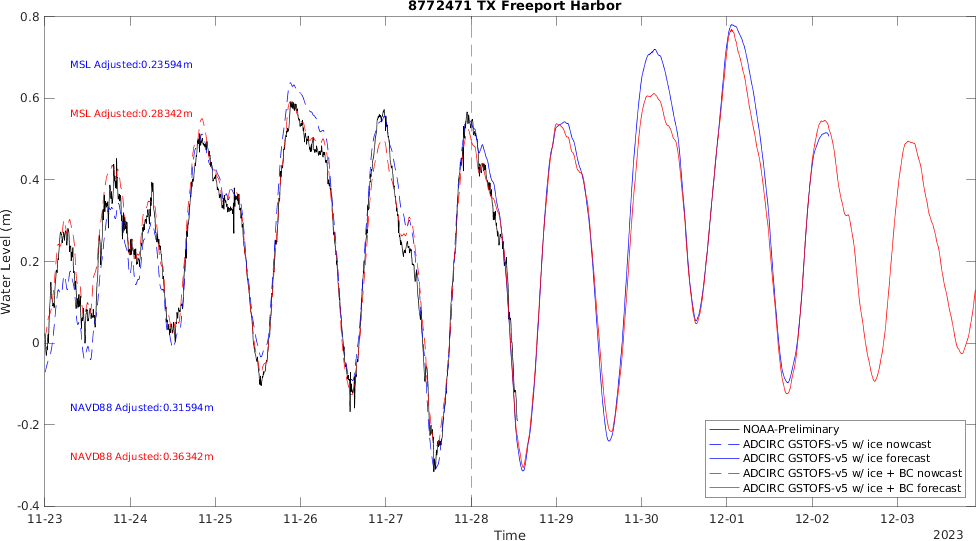 8772471 TX Freeport Harbor
0.8
0.6
0.4
0.2
0
-0.2
-0.4
Water Level (m)
MSL Adjusted:0.23594m
MSL Adjusted:0.28342m
NAVD88 Adjusted:0.31594m
NAVD88 Adjusted:0.36342m
NOAA-Preliminary
ADCIRC GSTOFS-v5 w/ ice nowcast
ADCIRC GSTOFS-v5 w/ ice forecast
ADCIRC GSTOFS-v5 w/ ice + BC nowcast
ADCIRC GSTOFS-v5 w/ ice + BC forecast
11-23 11-24 11-25 11-26 11-27 11-28 11-29 11-30 12-01 12-02 12-03
Time
2023